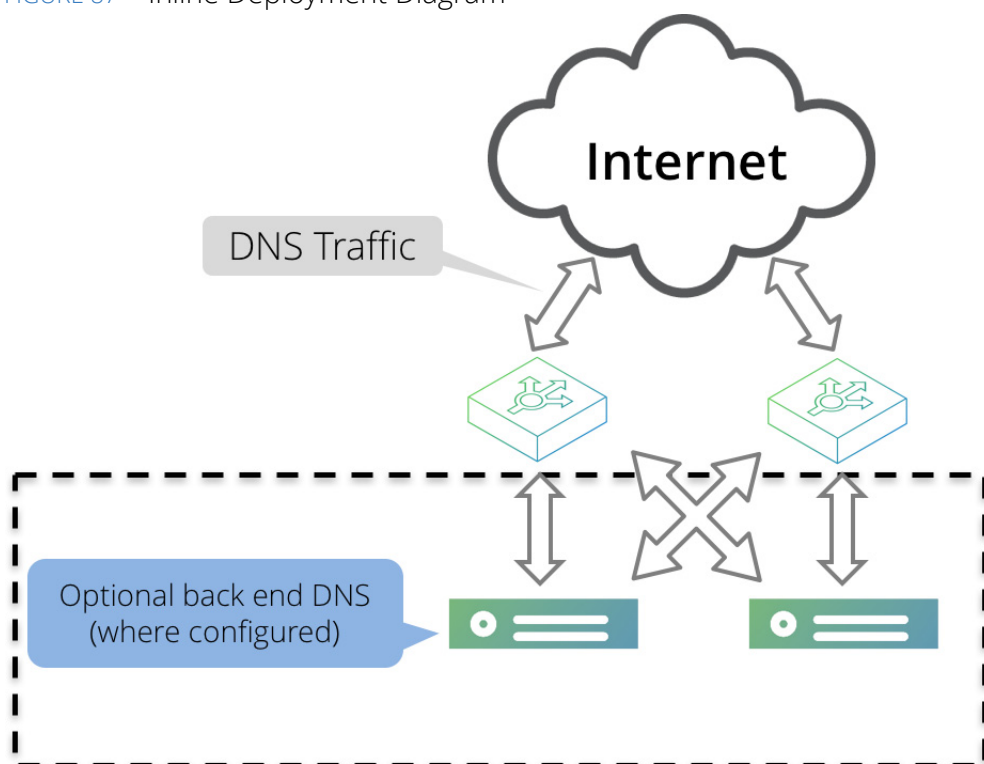 Inline Deployment Diagram
Internet
DNS Traffic
Optional back end DNS
(where configured)